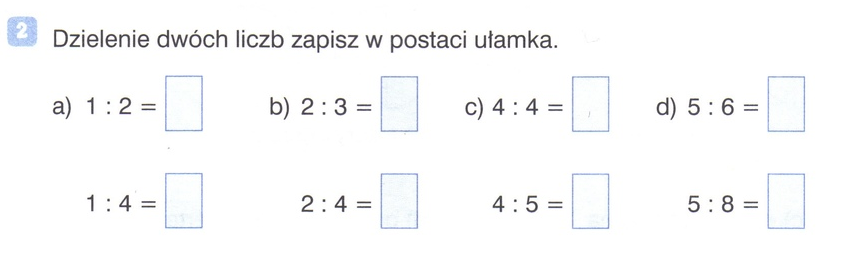 2 Dzielenie dwóch liczb zapisz w postaci ułamka.
a) 1 : 2 = b) 2 : 3 = c) 4 : 4 = d) 5 : 6 =
1 : 4 = 2 : 4 = 4 : 5 = 5 : 8 =